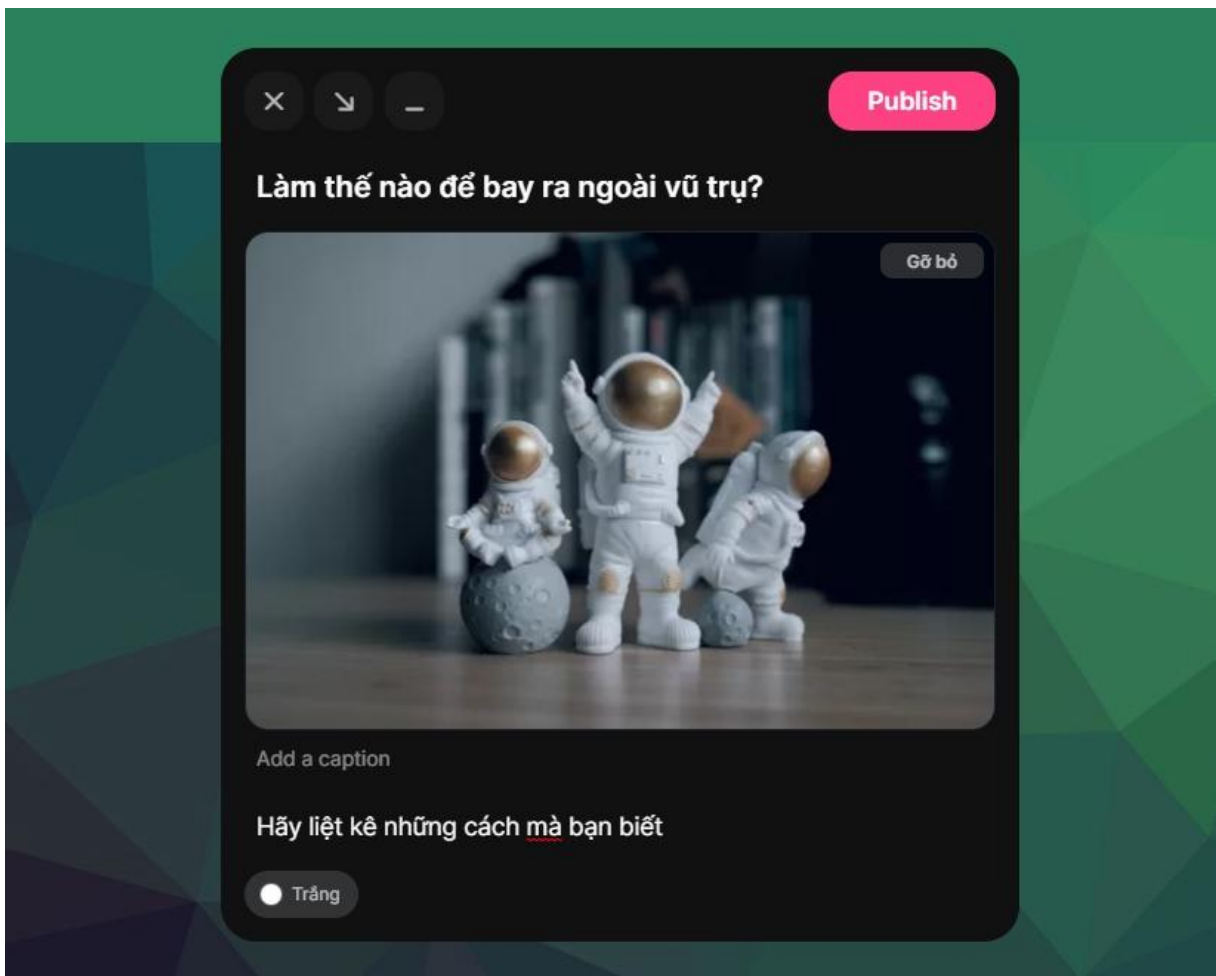 Publish
Làm thế nào để bay ra ngoài vũ trụ?
Gỡ bỏ
Add a caption
Hãy liệt kê những cách mà bạn biết
Trắng